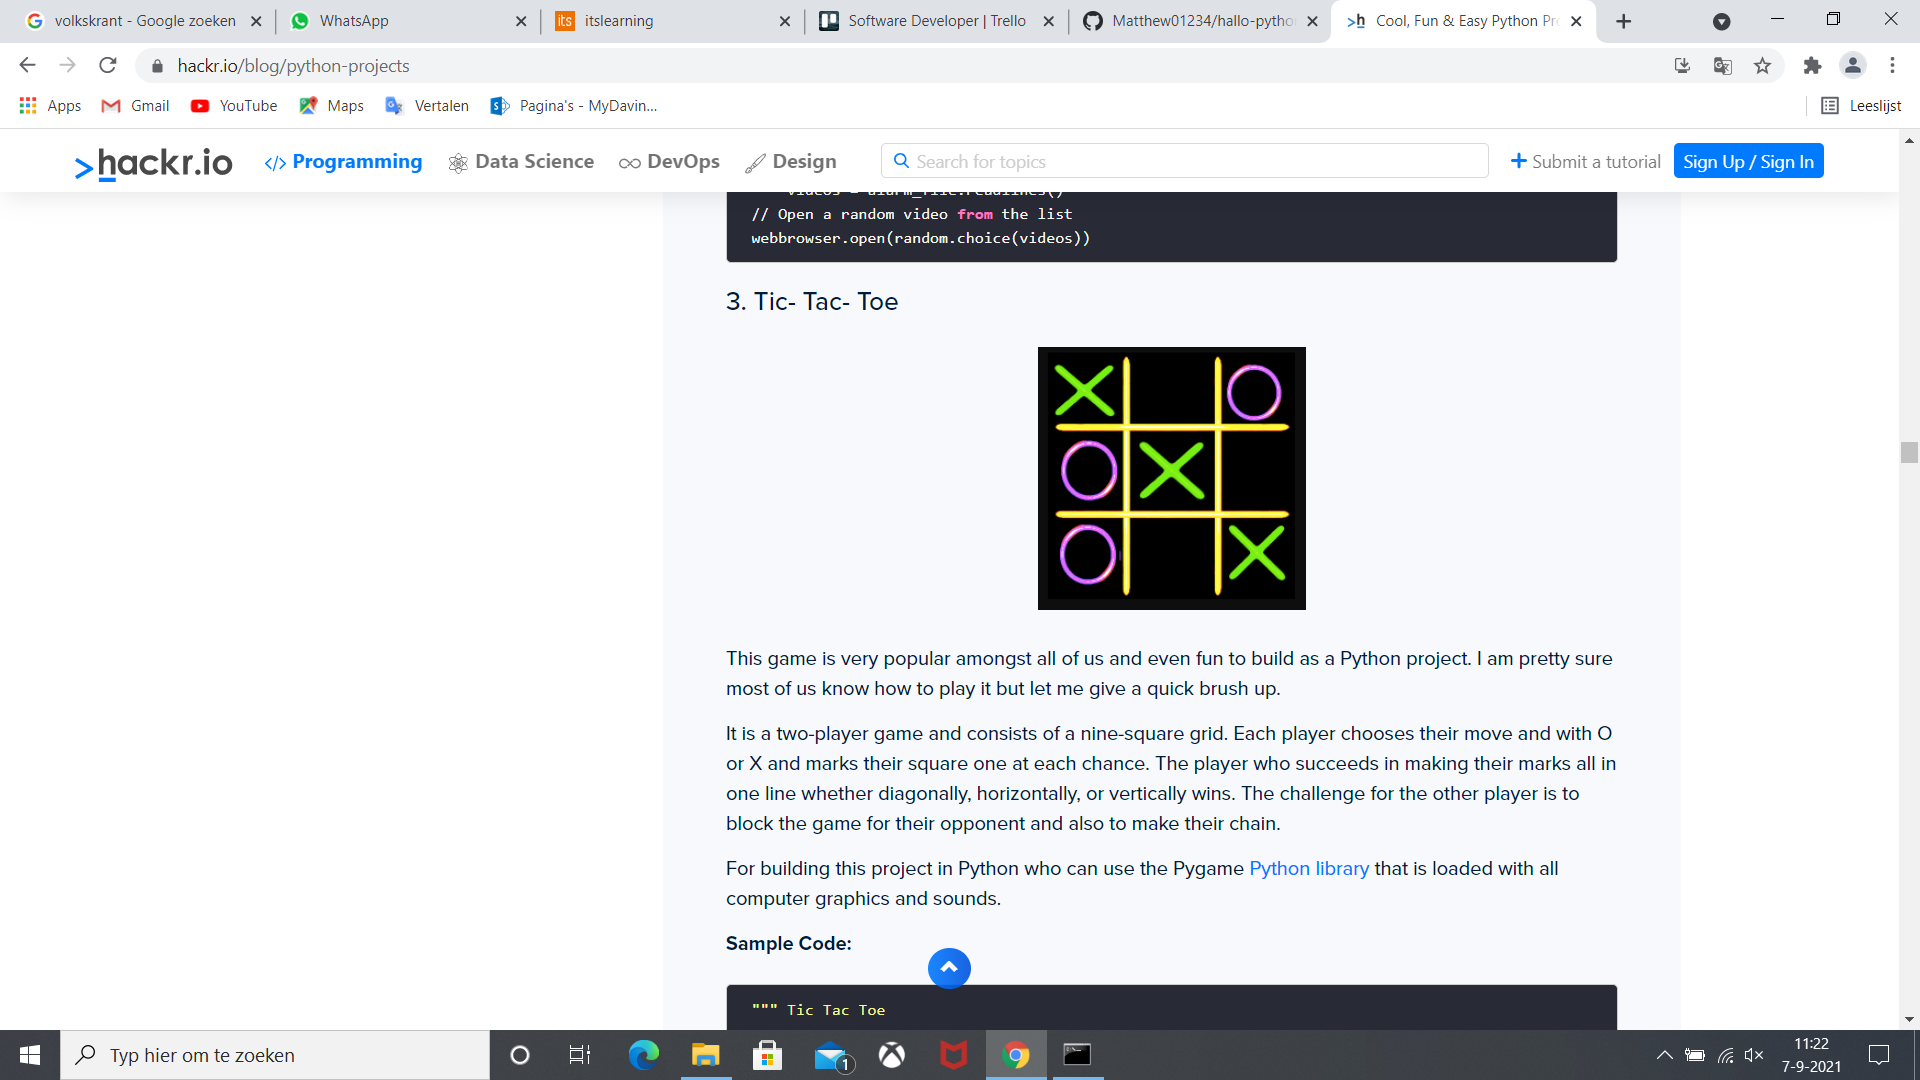 volkskrant - Google zoeken
WhatsApp
its itslearning
Software Developer | Trello
Matthew01234/hallo-pytho
>h Cool, Fun & Easy Python Pr
hackr.io/blog/python-projects
Apps
Gmail
YouTube
Maps
Vertalen
Pagina's - MyDavin...
Leeslijst
>hackr.io
</> Programming
Data Science
DevOps
Design
Search for topics
+ Submit a tutorial
Sign Up / Sign In
videos = alarm_file.readlines()
// Open a random video from the list
webbrowser.open(random.choice(videos))
3. Tic- Tac- Toe
This game is very popular amongst all of us and even fun to build as a Python project. I am pretty sure
most of us know how to play it but let me give a quick brush up.
It is a two-player game and consists of a nine-square grid. Each player chooses their move and with O
or X and marks their square one at each chance. The player who succeeds in making their marks all in
one line whether diagonally, horizontally, or vertically wins. The challenge for the other player is to
block the game for their opponent and also to make their chain.
For building this project in Python who can use the Pygame Python library that is loaded with all
computer graphics and sounds.
Sample Code:
""" Tic Tac Toe
Typ hier om te zoeken
1
11:22
7-9-2021